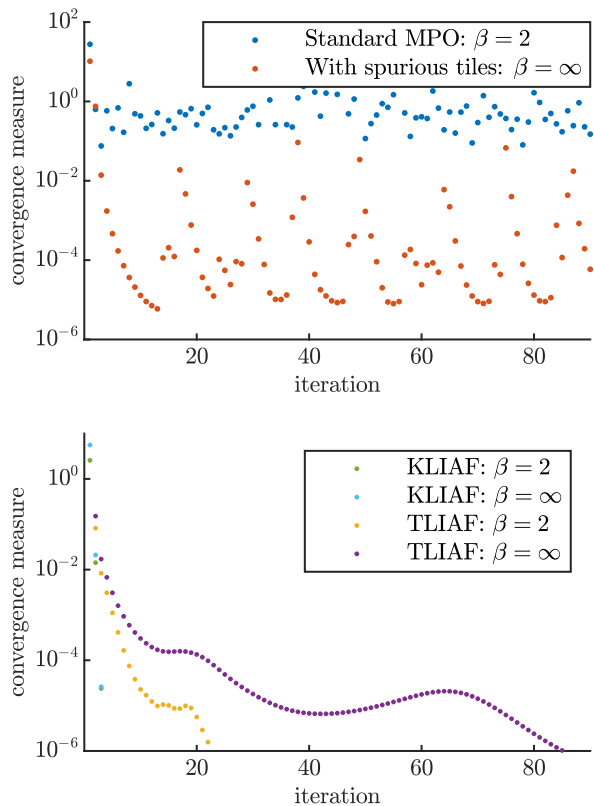 10^2
10^0
10^-2
10^-4
10^-6
convergence measure
Standard MPO: β = 2
With spurious tiles: β = ∞
20 40 60 80
iteration
10^0
10^-2
10^-4
10^-6
convergence measure
KLIAF: β = 2
KLIAF: β = ∞
TLIAF: β = 2
TLIAF: β = ∞
20 40 60 80
iteration